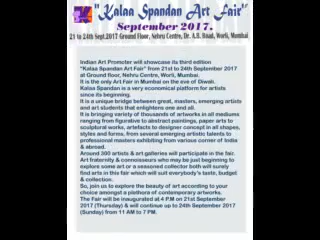 "Kalaa Spandan Art Fair"
September 2017.
21 to 24th Sept.2017 Ground Floor, Nehru Centre, Dr. A.B. Road, Worli, Mumbai
Indian Art Promoter will showcase its third edition
"Kalaa Spandan Art Fair" from 21st to 24th September 2017
at Ground floor, Nehru Centre, Worli, Mumbai.
It is the only Art Fair in Mumbai on the eve of Diwali.
Kalaa Spandan is a very economical platform for artists
since its beginning.
It is a unique bridge between great, masters, emerging artists
and art students that enlightens one and all.
It is bringing variety of thousands of artworks in all mediums
ranging from figurative to abstract paintings, paper arts to
sculptural works, artefacts to designer concept in all shapes,
styles and forms, from several emerging artistic talents to
professional masters exhibiting from various corner of India
& abroad.
Around 300 artists & art galleries will participate in the fair.
Art fraternity & connoisseurs who may be just beginning to
explore some art or a seasoned collector both will surely
find arts in the fair which will suit everybody's taste, budget
& collection.
So, join us to explore the beauty of art according to your
choice amongst a plethora of contemporary artworks.
The Fair will be inaugurated at 4 P.M on 21st September
2017 (Thursday) & will continue up to 24th September 2017
(Sunday) from 11 AM to 7 PM.